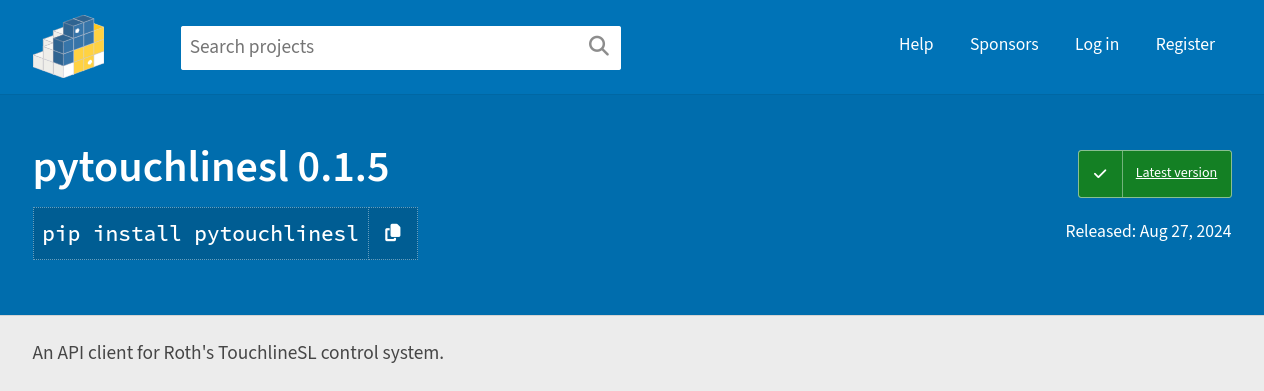 Search projects
Help Sponsors Log in Register
pytouchlinesl 0.1.5
Latest version
pip install pytouchlinesl
Released: Aug 27, 2024
An API client for Roth's TouchlineSL control system.